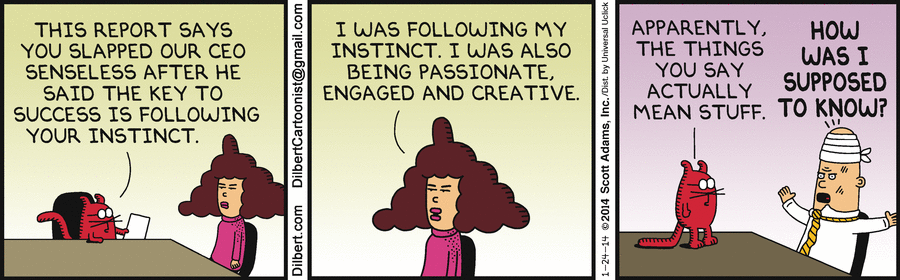 THIS REPORT SAYS
YOU SLAPPED OUR CEO
SENSELESS AFTER HE
SAID THE KEY TO
SUCCESS IS FOLLOWING
YOUR INSTINCT.
Dilbert.com DilbertCartoonist@gmail.com
I WAS FOLLOWING MY
INSTINCT. I WAS ALSO
BEING PASSIONATE,
ENGAGED AND CREATIVE.
1-24-14 ©2014 Scott Adams, Inc. /Dist. by Universal Uclick
APPARENTLY,
THE THINGS
YOU SAY
ACTUALLY
MEAN STUFF.
HOW
WAS I
SUPPOSED
TO KNOW?